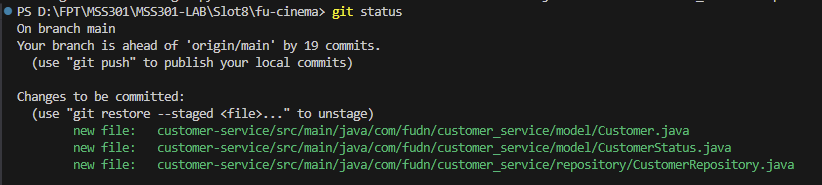 PS D:\FPT\MSS301\MSS301-LAB\Slot8\fu-cinema> git status
On branch main
Your branch is ahead of 'origin/main' by 19 commits.
  (use "git push" to publish your local commits)

Changes to be committed:
  (use "git restore --staged <file>..." to unstage)
        new file:   customer-service/src/main/java/com/fudn/customer_service/model/Customer.java
        new file:   customer-service/src/main/java/com/fudn/customer_service/model/CustomerStatus.java
        new file:   customer-service/src/main/java/com/fudn/customer_service/repository/CustomerRepository.java